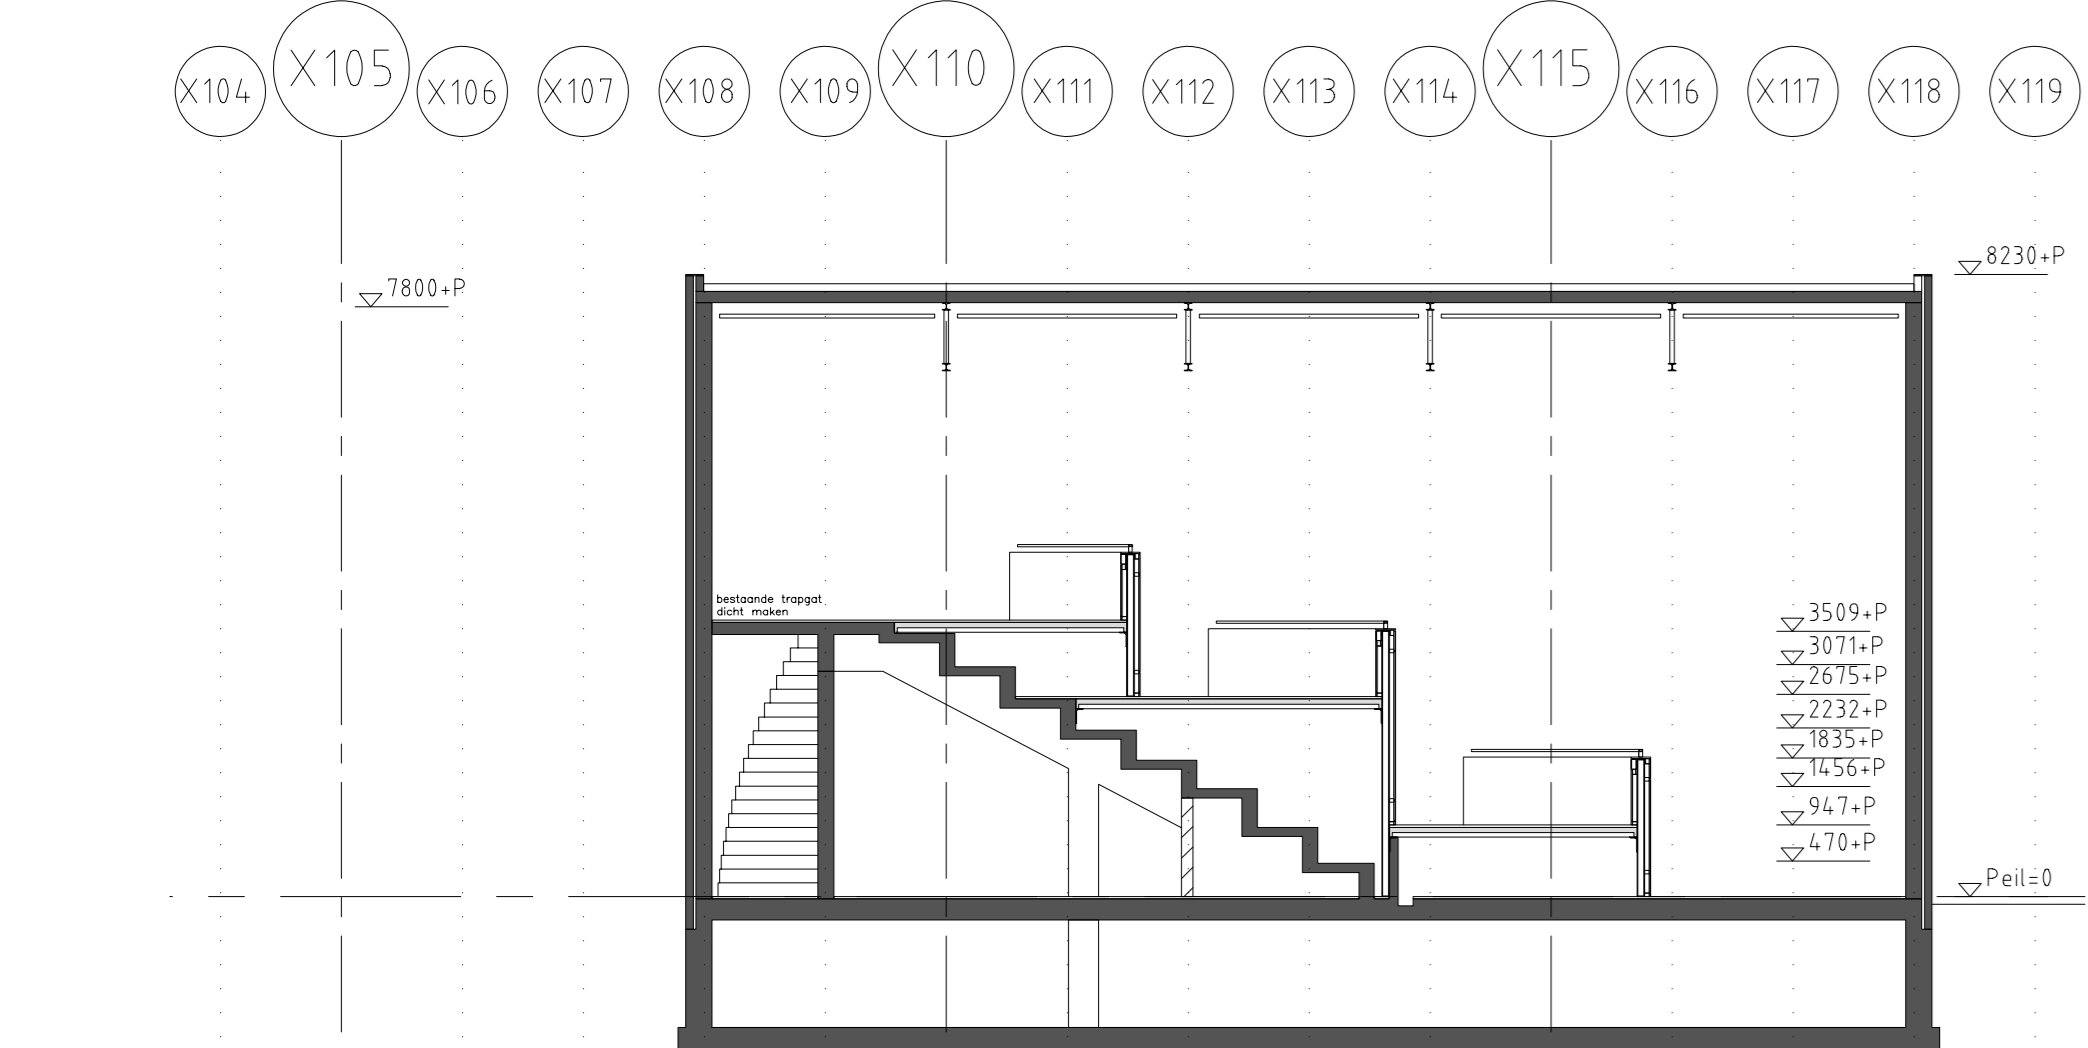 X104
X105
X106
X107
X108
X109
X110
X111
X112
X113
X114
X115
X116
X117
X118
X119
8230+P
7800+P
bestaande trapgat
dicht maken
3509+P
3071+P
2675+P
2232+P
1835+P
1456+P
947+P
470+P
Peil=0